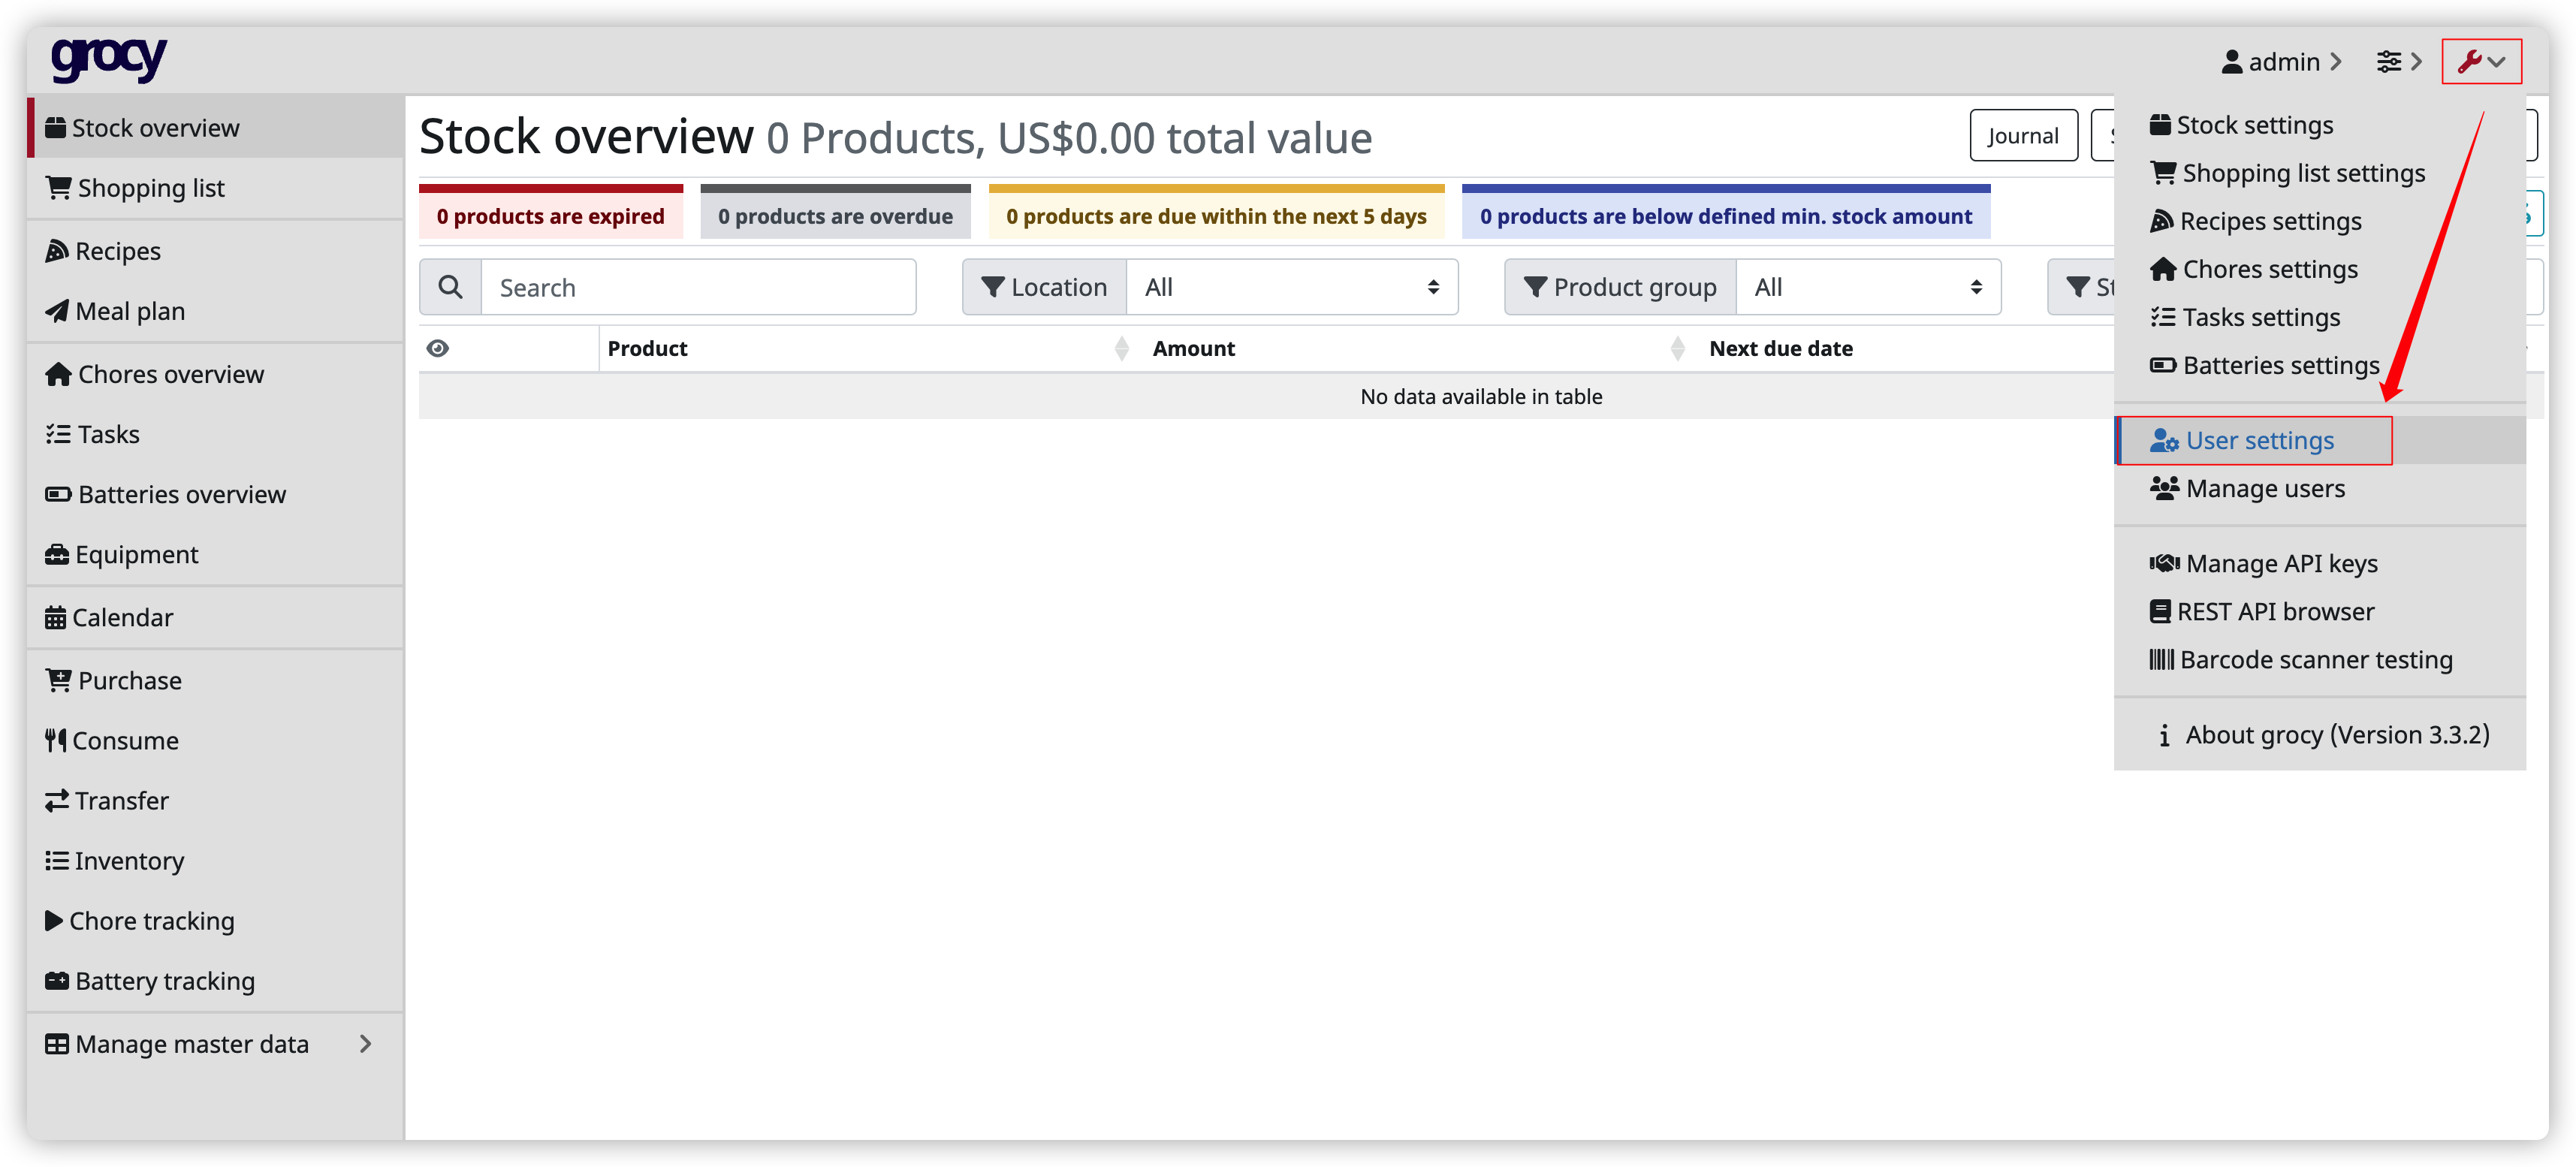 grocy
admin
Stock overview
Shopping list
Recipes
Meal plan
Chores overview
Tasks
Batteries overview
Equipment
Calendar
Purchase
Consume
Transfer
Inventory
Chore tracking
Battery tracking
Manage master data
Stock overview 0 Products, US$0.00 total value
Journal
0 products are expired
0 products are overdue
0 products are due within the next 5 days
0 products are below defined min. stock amount
Search
Location All
Product group All
Product Amount Next due date
No data available in table
Stock settings
Shopping list settings
Recipes settings
Chores settings
Tasks settings
Batteries settings
User settings
Manage users
Manage API keys
REST API browser
Barcode scanner testing
About grocy (Version 3.3.2)